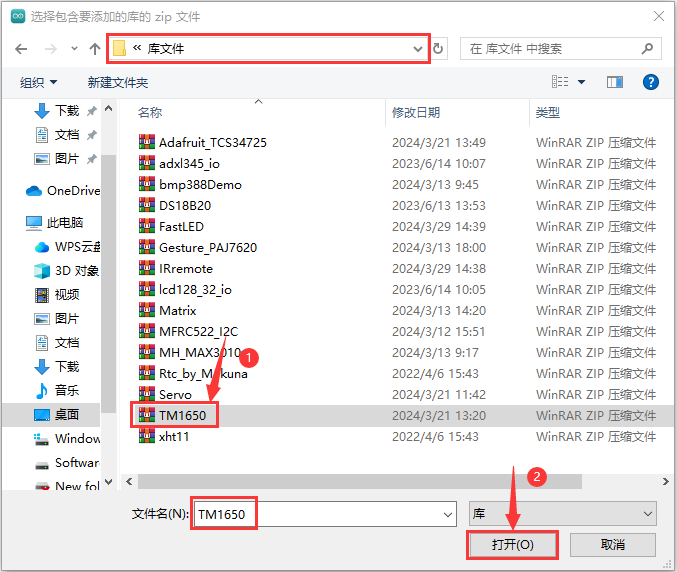 选择包含要添加的库的 zip 文件
« 库文件
在 库文件 中搜索
组织
新建文件夹
?
名称 修改日期 类型
下载
文档
图片
OneDrive
此电脑
WPS云盘
3D 对象
视频
图片
文档
下载
音乐
桌面
Window
Software
New fol
Adafruit_TCS34725 2024/3/21 13:49 WinRAR ZIP 压缩文件
adxl345_io 2023/6/14 10:07 WinRAR ZIP 压缩文件
bmp388Demo 2024/3/13 9:45 WinRAR ZIP 压缩文件
DS18B20 2023/6/13 13:53 WinRAR ZIP 压缩文件
FastLED 2024/3/29 14:39 WinRAR ZIP 压缩文件
Gesture_PAJ7620 2024/3/13 18:00 WinRAR ZIP 压缩文件
IRremote 2024/3/29 14:38 WinRAR ZIP 压缩文件
lcd128_32_io 2023/6/14 10:05 WinRAR ZIP 压缩文件
Matrix 2024/3/13 14:20 WinRAR ZIP 压缩文件
MFRC522_I2C 2024/3/12 15:51 WinRAR ZIP 压缩文件
MH_MAX3010 2024/3/13 9:17 WinRAR ZIP 压缩文件
1
Rtc_by_Makuna 2022/4/6 15:43 WinRAR ZIP 压缩文件
Servo 2024/3/21 11:42 WinRAR ZIP 压缩文件
TM1650 2024/3/21 13:20 WinRAR ZIP 压缩文件
xht11 2022/4/6 15:43 WinRAR ZIP 压缩文件
2
文件名(N): TM1650 库
打开(O) 取消